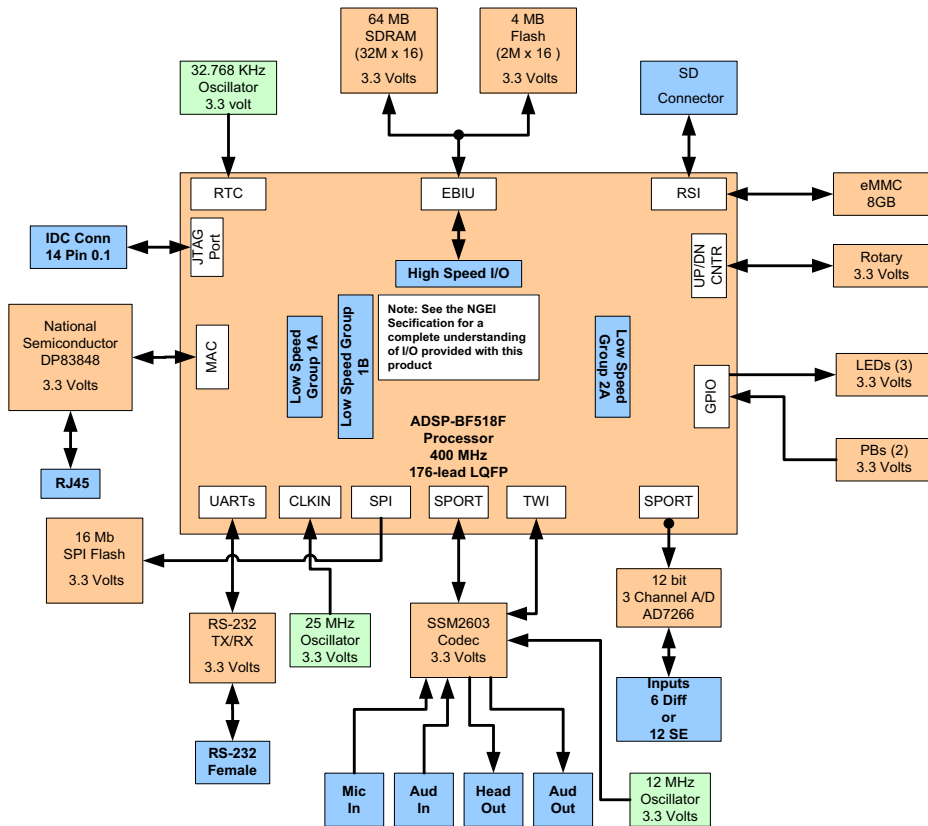 64 MB
SDRAM
(32M x 16)
3.3 Volts
4 MB
Flash
(2M x 16 )
3.3 Volts
32.768 KHz
Oscillator
3.3 volt
SD
Connector
RTC
EBIU
RSI
eMMC
8GB
JTAG
Port
IDC Conn
14 Pin 0.1
UP/DN
CNTR
Rotary
3.3 Volts
High Speed I/O
Note: See the NGEI
Secification for a
complete understanding
of I/O provided with this
product
Low Speed
Group 1A
Low Speed Group
1B
Low Speed
Group 2A
National
Semiconductor
DP83848
3.3 Volts
MAC
GPIO
LEDs (3)
3.3 Volts
PBs (2)
3.3 Volts
ADSP-BF518F
Processor
400 MHz
176-lead LQFP
RJ45
UARTs
CLKIN
SPI
SPORT
TWI
SPORT
16 Mb
SPI Flash
3.3 Volts
12 bit
3 Channel A/D
AD7266
RS-232
TX/RX
3.3 Volts
25 MHz
Oscillator
3.3 Volts
SSM2603
Codec
3.3 Volts
Inputs
6 Diff
or
12 SE
RS-232
Female
Mic
In
Aud
In
Head
Out
Aud
Out
12 MHz
Oscillator
3.3 Volts